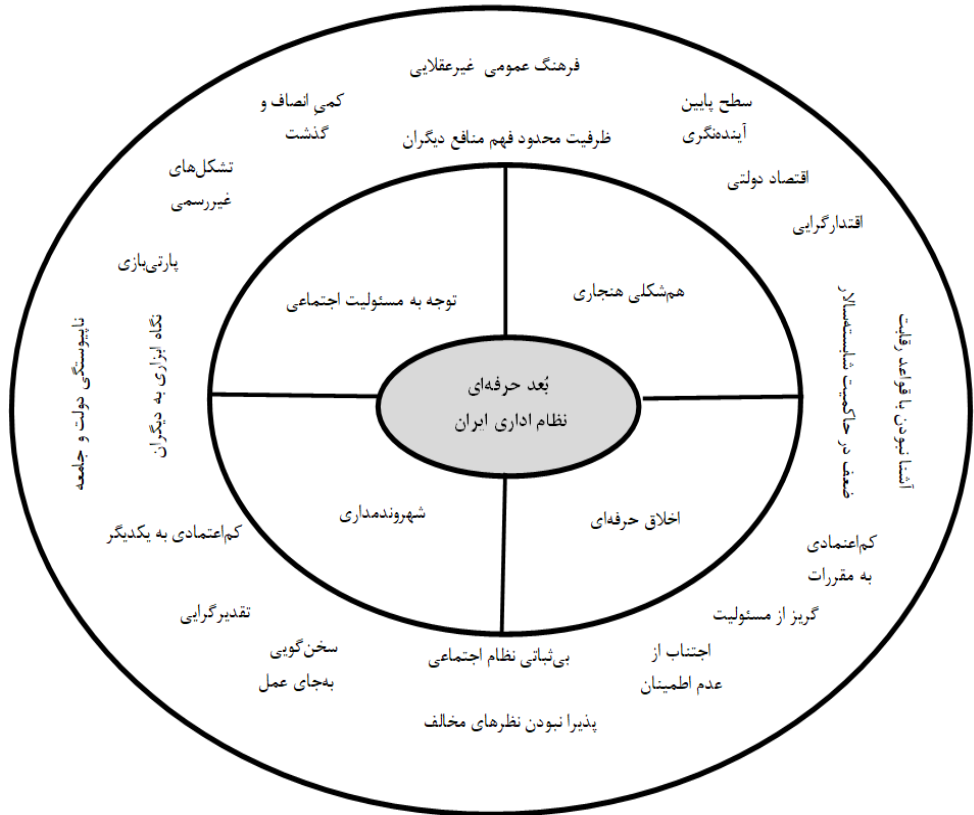 فرهنگ عمومی غیرعقلایی
سطح پایین
آینده‌نگری
کمیِ انصاف و
گذشت
ظرفیت محدود فهم منافع دیگران
اقتصاد دولتی
تشکل‌های
غیررسمی
اقتدارگرایی
پارتی‌بازی
هم‌شکلی هنجاری
توجه به مسئولیت اجتماعی
آشنا نبودن با قواعد رقابت
ضعف در حاکمیت شایسته‌سالار
نگاه ابزاری به دیگران
ناپیوستگی دولت و جامعه
بُعد حرفه‌ای
نظام اداری ایران
اخلاق حرفه‌ای
شهروندمداری
کم‌اعتمادی
به مقررات
کم‌اعتمادی به یکدیگر
گریز از مسئولیت
تقدیرگرایی
اجتناب از
عدم اطمینان
بی‌ثباتی نظام اجتماعی
سخن‌گویی
به‌جای عمل
پذیرا نبودن نظرهای مخالف